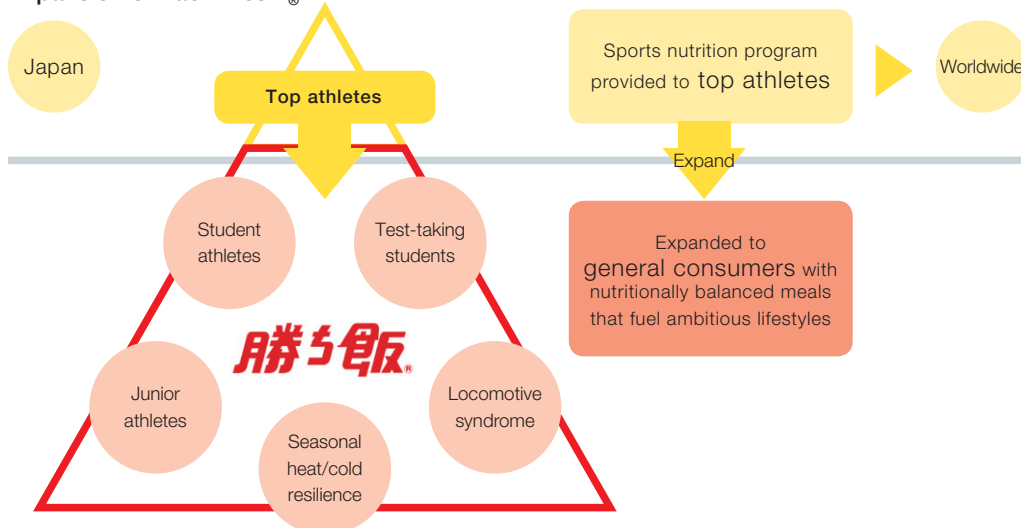 Japan
Top athletes
Sports nutrition program
provided to top athletes
Worldwide
Expand
Student
athletes
Test-taking
students
Expanded to
general consumers with
nutritionally balanced meals
that fuel ambitious lifestyles
勝ち飯®
Junior
athletes
Locomotive
syndrome
Seasonal
heat/cold
resilience